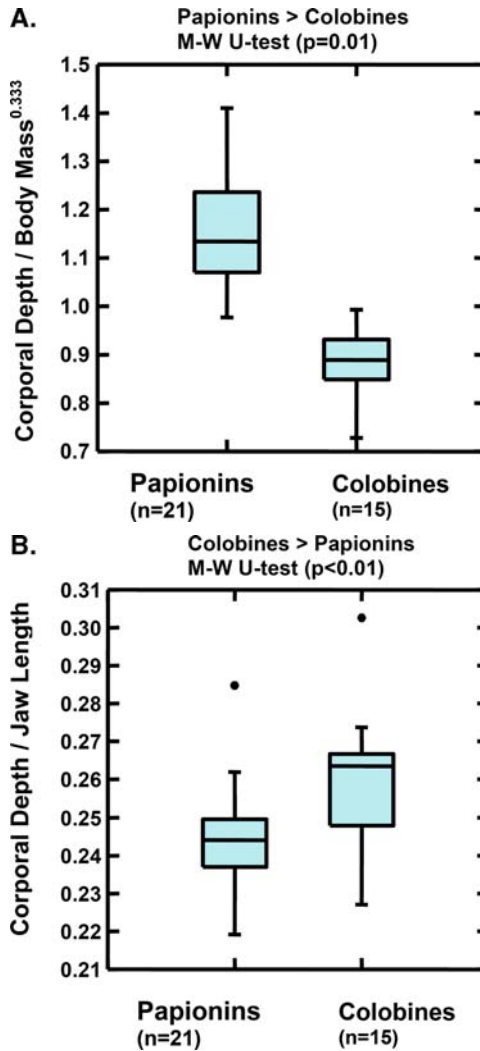 A.
Papionins > Colobines
M-W U-test (p=0.01)
Corporal Depth / Body Mass^0.333
1.5
1.4
1.3
1.2
1.1
1.0
0.9
0.8
0.7
Papionins
(n=21)
Colobines
(n=15)
B.
Colobines > Papionins
M-W U-test (p<0.01)
Corporal Depth / Jaw Length
0.31
0.30
0.29
0.28
0.27
0.26
0.25
0.24
0.23
0.22
0.21
Papionins
(n=21)
Colobines
(n=15)